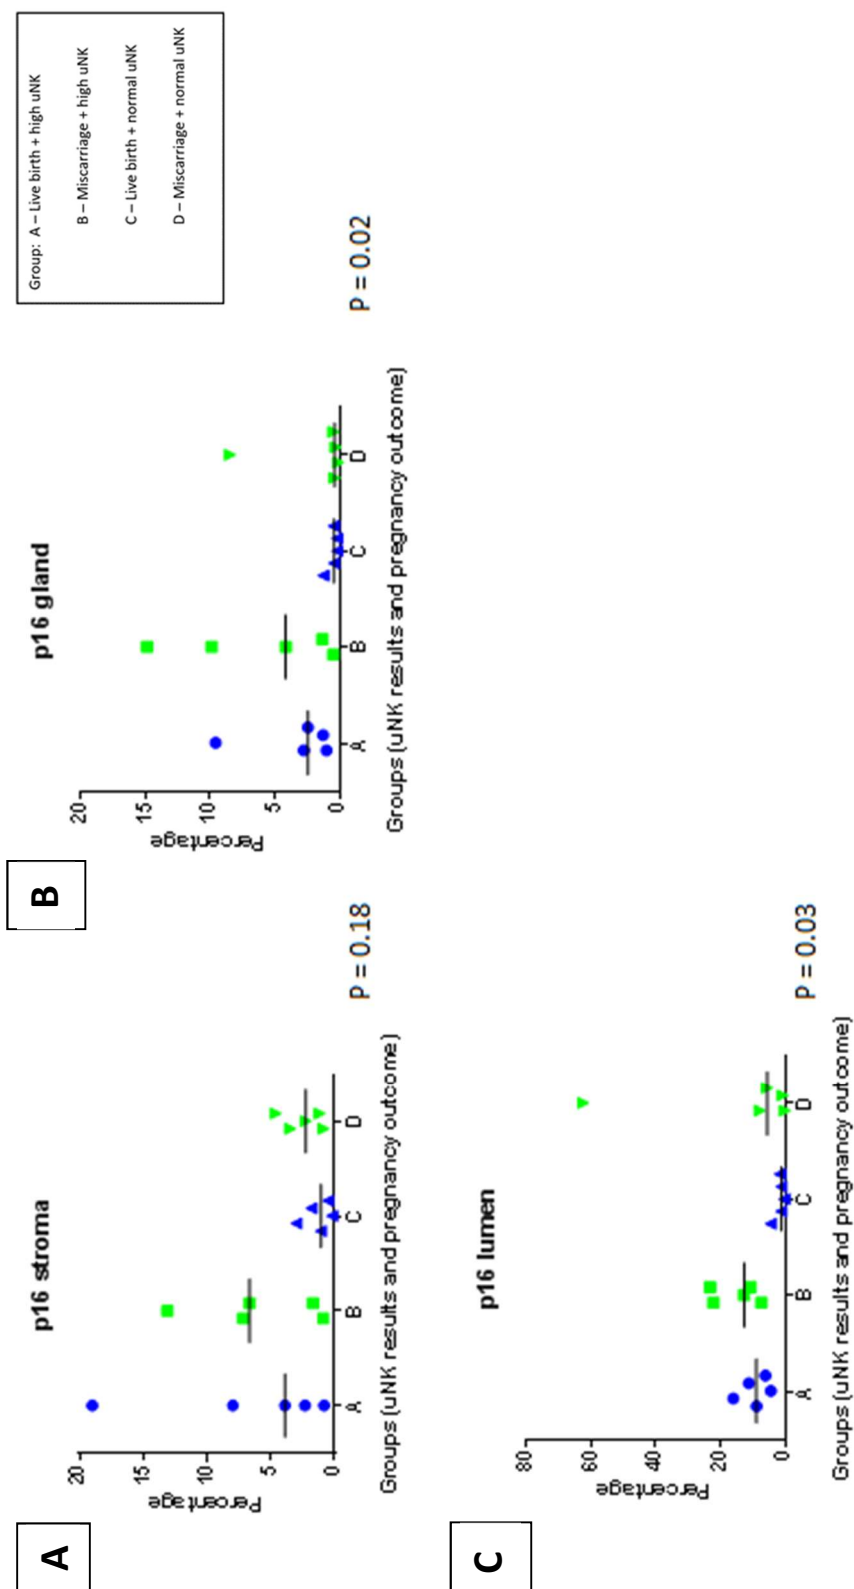 A
p16 stroma
20
15
10
5
0
Percentage
A B C D
Groups (uNK results and pregnancy outcome)
P = 0.18
B
p16 gland
20
15
10
5
0
Percentage
A B C D
Groups (uNK results and pregnancy outcome)
P = 0.02
Group: A – Live birth + high uNK
B – Miscarriage + high uNK
C – Live birth + normal uNK
D – Miscarriage + normal uNK
C
p16 lumen
80
60
40
20
0
Percentage
A B C D
Groups (uNK results and pregnancy outcome)
P = 0.03